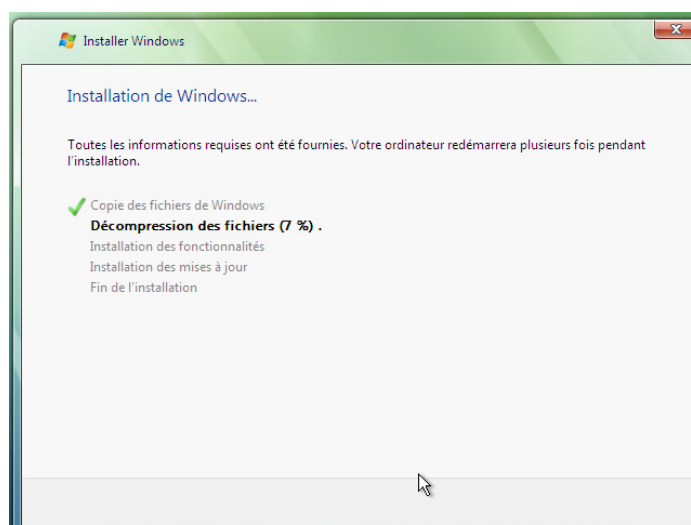 Installer Windows
Installation de Windows...
Toutes les informations requises ont été fournies. Votre ordinateur redémarrera plusieurs fois pendant
l'installation.
Copie des fichiers de Windows
Décompression des fichiers (7 %) .
Installation des fonctionnalités
Installation des mises à jour
Fin de l'installation